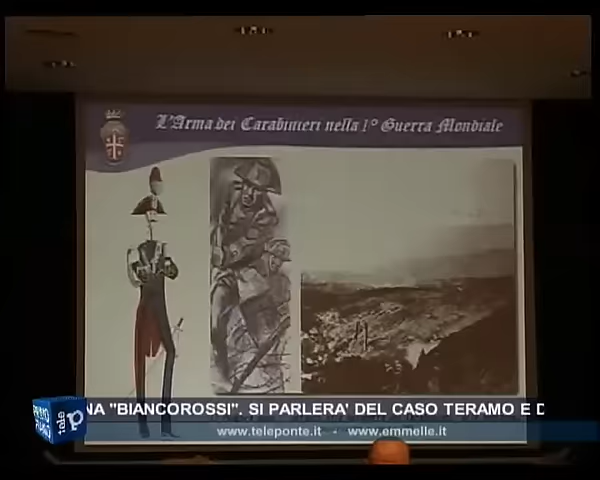 L'Arma dei Carabinieri nella 1° Guerra Mondiale
NA "BIANCOROSSI". SI PARLERA' DEL CASO TERAMO E D
tele
www.teleponte.it - www.emmelle.it